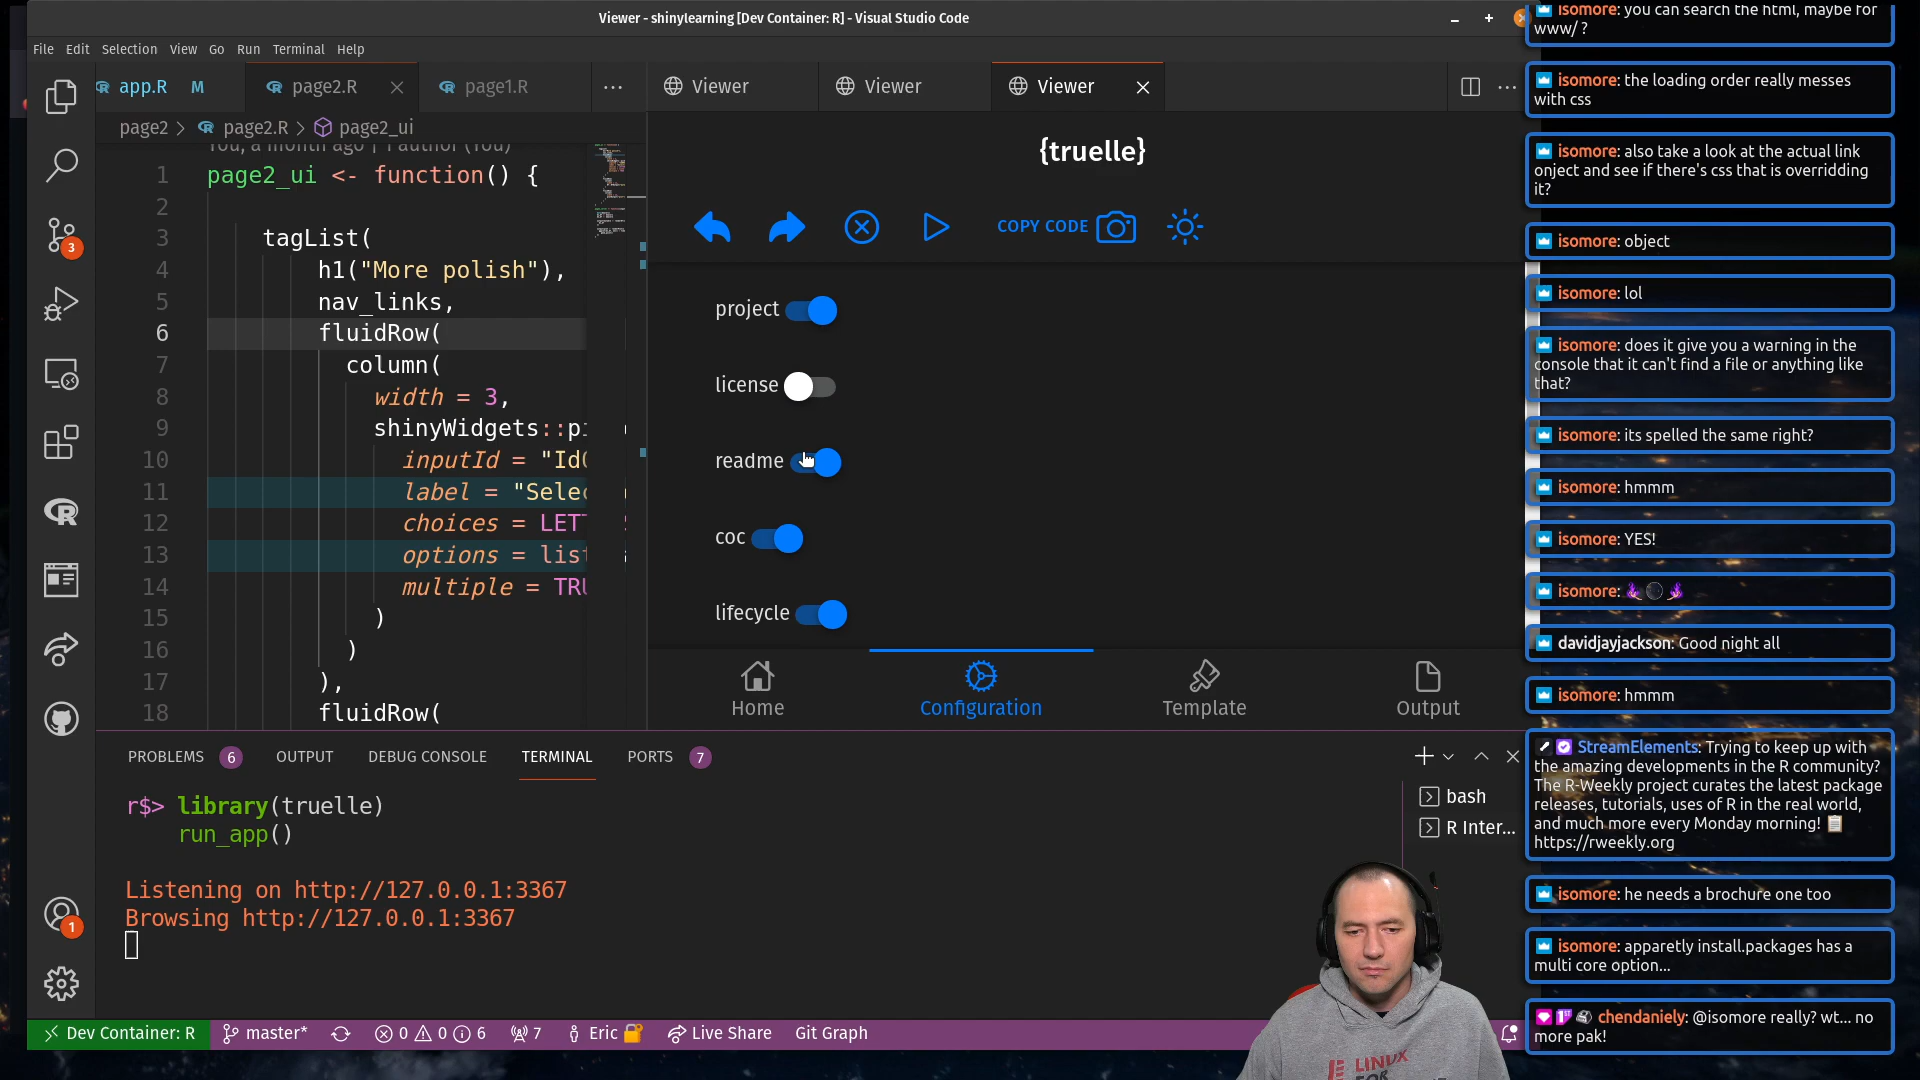 Viewer - shinylearning [Dev Container: R] - Visual Studio Code
File Edit Selection View Go Run Terminal Help
app.R M page2.R page1.R ...
Viewer Viewer Viewer ...
page2 > page2.R > page2_ui
You, a month ago | 1 author (You)
1 page2_ui <- function() {
2
3 tagList(
4 h1("More polish"),
5 nav_links,
6 fluidRow(
7 column(
8 width = 3,
9 shinyWidgets::pi
10 inputId = "Id
11 label = "Selec
12 choices = LET
13 options = list
14 multiple = TRU
15 )
16 )
17 ),
18 fluidRow(
{truelle}
COPY CODE
project
license
readme
coc
lifecycle
Home Configuration Template Output
3
1
PROBLEMS 6 OUTPUT DEBUG CONSOLE TERMINAL PORTS 7
r$> library(truelle)
run_app()
Listening on http://127.0.0.1:3367
Browsing http://127.0.0.1:3367
bash
R Inter...
Dev Container: R master* 0 0 6 7 Eric Live Share Git Graph
LINUX
FOR
isomore: you can search the html, maybe for
www/ ?
isomore: the loading order really messes
with css
isomore: also take a look at the actual link
onject and see if there's css that is overridding
it?
isomore: object
isomore: lol
isomore: does it give you a warning in the
console that it can't find a file or anything like
that?
isomore: its spelled the same right?
isomore: hmmm
isomore: YES!
isomore:
davidjayjackson: Good night all
isomore: hmmm
StreamElements: Trying to keep up with
the amazing developments in the R community?
The R-Weekly project curates the latest package
releases, tutorials, uses of R in the real world,
and much more every Monday morning! 📋
https://rweekly.org
isomore: he needs a brochure one too
isomore: apparetly install.packages has a
multi core option...
chendaniely: @isomore really? wt... no
more pak!